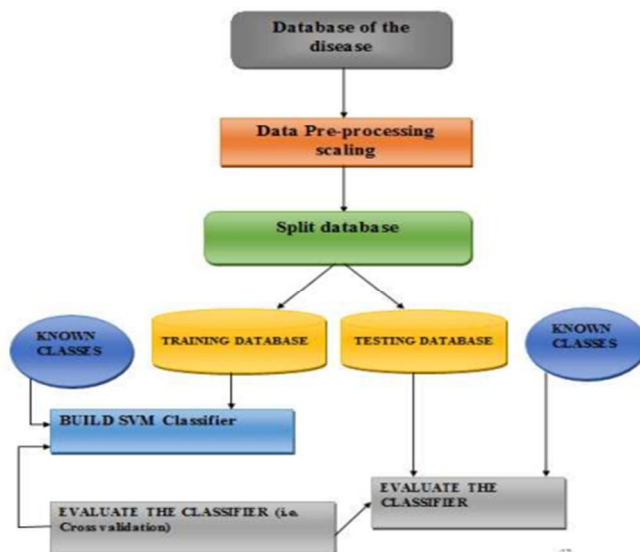 Database of the
disease
Data Pre-processing
scaling
Split database
KNOWN
CLASSES
TRAINING DATABASE
TESTING DATABASE
KNOWN
CLASSES
BUILD SVM Classifier
EVALUATE THE CLASSIFIER (i.e.
Cross validation)
EVALUATE THE
CLASSIFIER